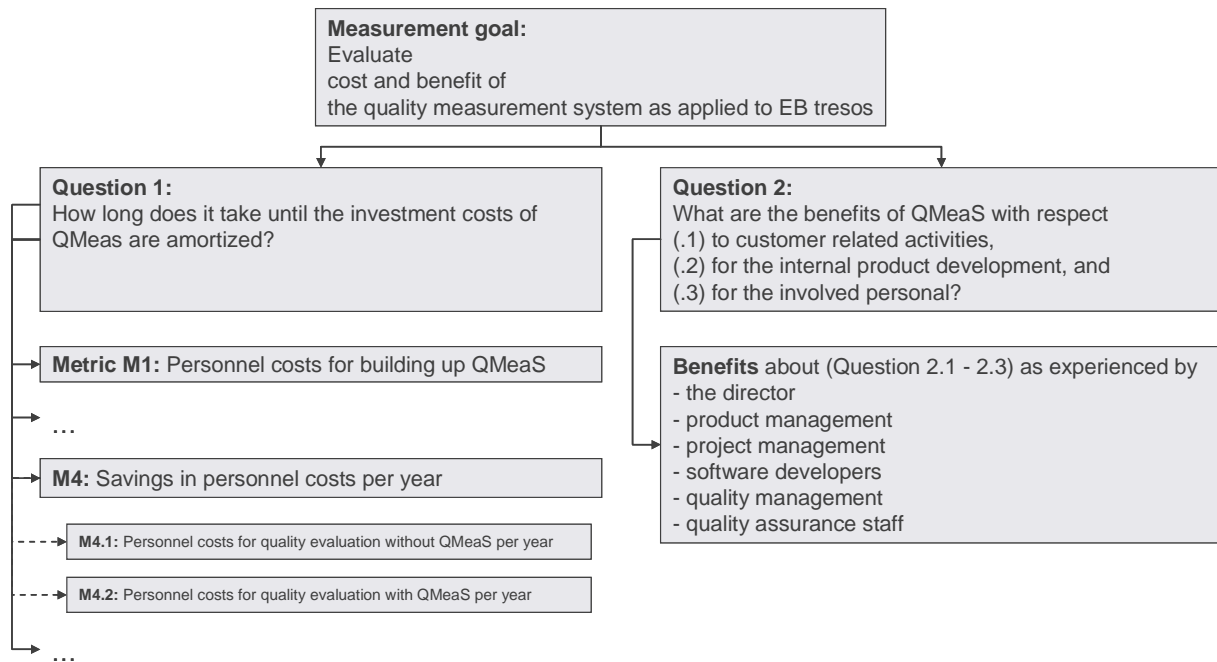 Measurement goal:
Evaluate
cost and benefit of
the quality measurement system as applied to EB tresos
Question 1:
How long does it take until the investment costs of
QMeas are amortized?
Metric M1: Personnel costs for building up QMeaS
...
M4: Savings in personnel costs per year
M4.1: Personnel costs for quality evaluation without QMeaS per year
M4.2: Personnel costs for quality evaluation with QMeaS per year
...
Question 2:
What are the benefits of QMeaS with respect
(.1) to customer related activities,
(.2) for the internal product development, and
(.3) for the involved personal?
Benefits about (Question 2.1 - 2.3) as experienced by
- the director
- product management
- project management
- software developers
- quality management
- quality assurance staff